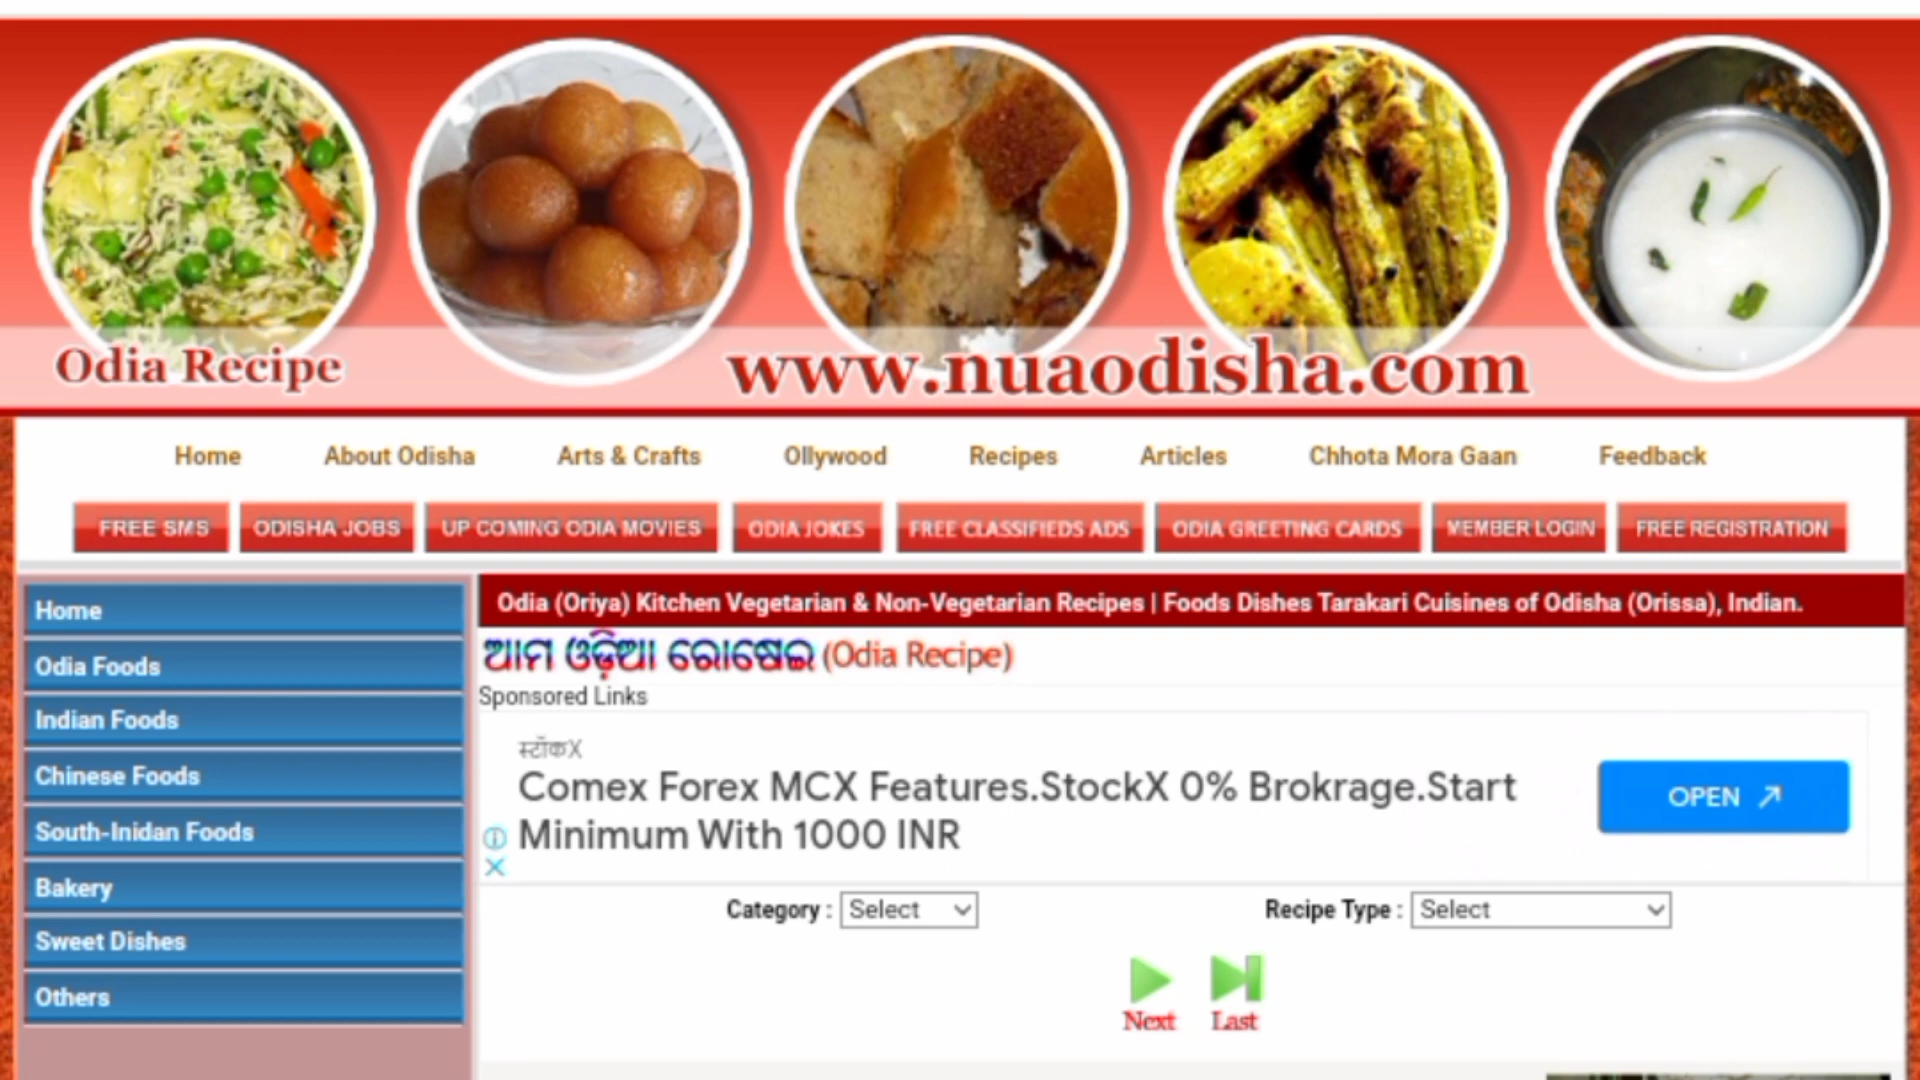 Odia Recipe
www.nuaodisha.com
Home About Odisha Arts & Crafts Ollywood Recipes Articles Chhota Mora Gaan Feedback
FREE SMS ODISHA JOBS UP COMING ODIA MOVIES ODIA JOKES FREE CLASSIFIEDS ADS ODIA GREETING CARDS MEMBER LOGIN FREE REGISTRATION
Home
Odia Foods
Indian Foods
Chinese Foods
South-Inidan Foods
Bakery
Sweet Dishes
Others
Odia (Oriya) Kitchen Vegetarian & Non-Vegetarian Recipes | Foods Dishes Tarakari Cuisines of Odisha (Orissa), Indian.
ଆମ ଓଡ଼ିଆ ରୋଷେଇ (Odia Recipe)
Sponsored Links
स्टॉकX
Comex Forex MCX Features.StockX 0% Brokrage.Start
Minimum With 1000 INR
OPEN
Category : Select Recipe Type : Select
Next Last